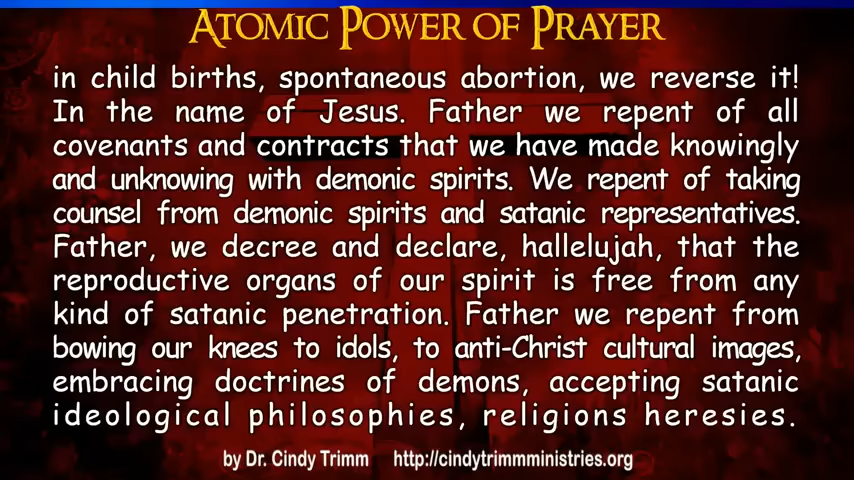 Atomic Power of Prayer
in child births, spontaneous abortion, we reverse it!
In the name of Jesus. Father we repent of all
covenants and contracts that we have made knowingly
and unknowing with demonic spirits. We repent of taking
counsel from demonic spirits and satanic representatives.
Father, we decree and declare, hallelujah, that the
reproductive organs of our spirit is free from any
kind of satanic penetration. Father we repent from
bowing our knees to idols, to anti-Christ cultural images,
embracing doctrines of demons, accepting satanic
ideological philosophies, religions heresies.
by Dr. Cindy Trimm http://cindytrimmministries.org